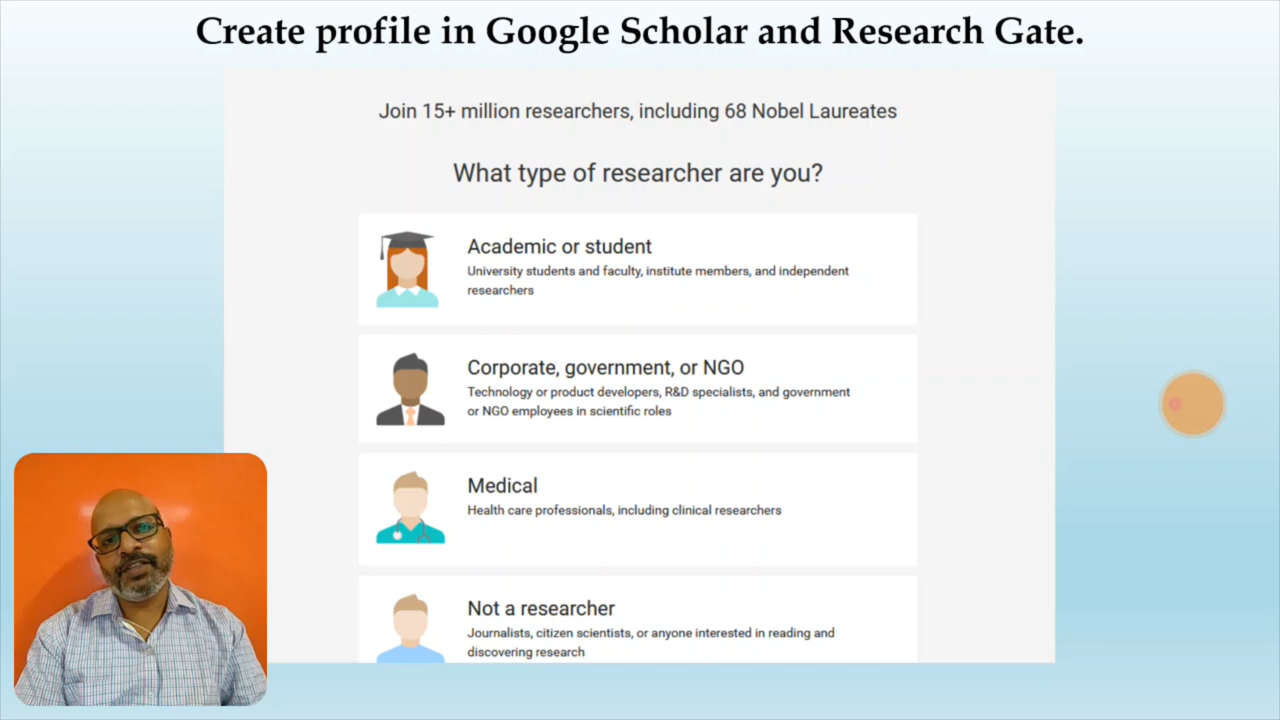 Create profile in Google Scholar and Research Gate.
Join 15+ million researchers, including 68 Nobel Laureates
What type of researcher are you?
Academic or student
University students and faculty, institute members, and independent
researchers
Corporate, government, or NGO
Technology or product developers, R&D specialists, and government
or NGO employees in scientific roles
Medical
Health care professionals, including clinical researchers
Not a researcher
Journalists, citizen scientists, or anyone interested in reading and
discovering research